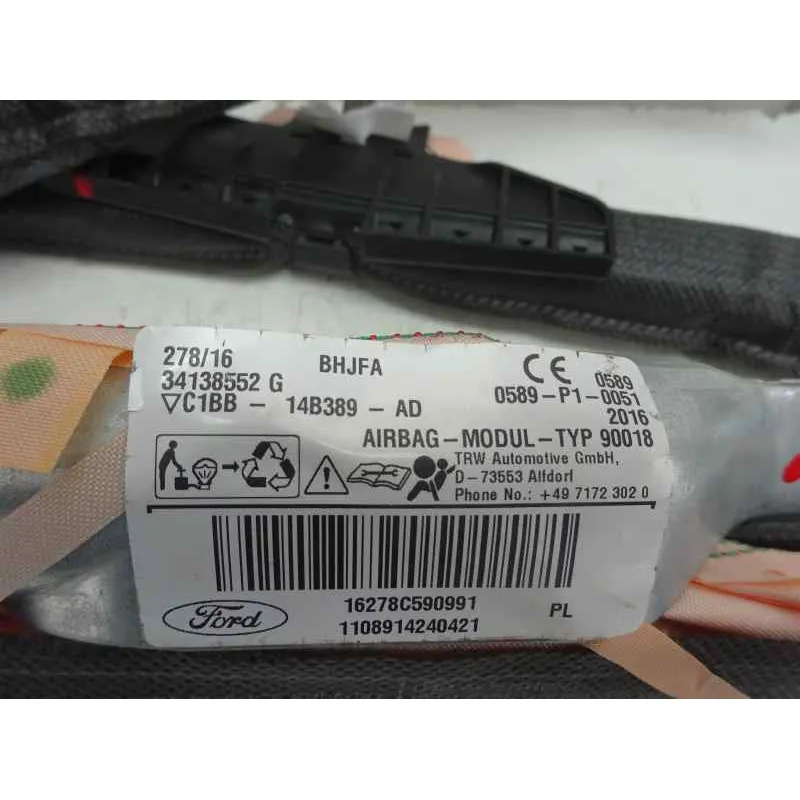 278/16 BHJFA
34138552 G
▽C1BB - 14B389 - AD
CE 0589
0589-P1-0051
2016
AIRBAG-MODUL-TYP 90018
TRW Automotive GmbH,
D-73553 Alfdorf
Phone No.: +49 7172 302 0
16278C590991 PL
1108914240421
Ford